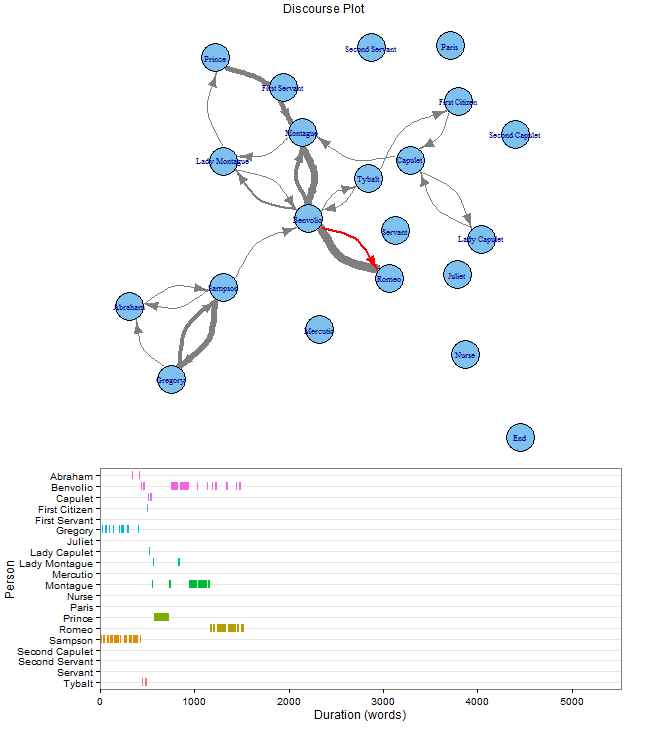 Discourse Plot
Second Servant
Paris
Prince
First Servant
First Citizen
Montague
Second Capulet
Lady Montague
Capulet
Tybalt
Benvolio
Servant
Lady Capulet
Romeo
Juliet
Sampson
Abraham
Mercutio
Nurse
Gregory
End
Person
Abraham
Benvolio
Capulet
First Citizen
First Servant
Gregory
Juliet
Lady Capulet
Lady Montague
Mercutio
Montague
Nurse
Paris
Prince
Romeo
Sampson
Second Capulet
Second Servant
Servant
Tybalt
0 1000 2000 3000 4000 5000
Duration (words)